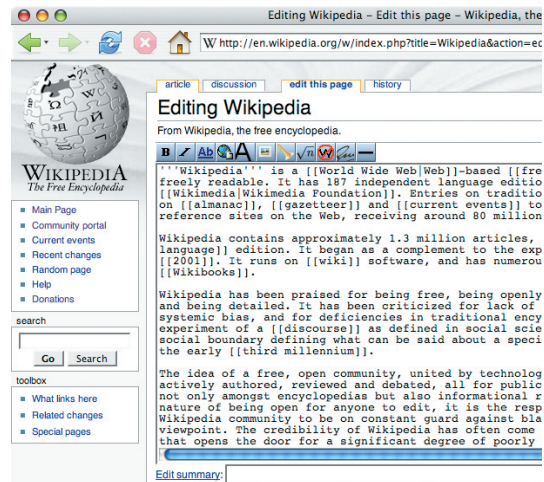 Editing Wikipedia – Edit this page – Wikipedia, the
W http://en.wikipedia.org/w/index.php?title=Wikipedia&action=ed
WIKIPEDIA
The Free Encyclopedia
Main Page
Community portal
Current events
Recent changes
Random page
Help
Donations
search
Go Search
toolbox
What links here
Related changes
Special pages
article discussion edit this page history
Editing Wikipedia
From Wikipedia, the free encyclopedia.
B I Ab A √n W
'''Wikipedia''' is a [[World Wide Web|Web]]-based [[fre
freely readable. It has 187 independent language editio
[[Wikimedia|Wikimedia Foundation]]. Entries on traditio
on [[almanac]], [[gazetteer]] and [[current events]] to
reference sites on the Web, receiving around 80 million
Wikipedia contains approximately 1.3 million articles,
language]] edition. It began as a complement to the exp
[[2001]]. It runs on [[wiki]] software, and has numerou
[[Wikibooks]].
Wikipedia has been praised for being free, being openly
and being detailed. It has been criticized for lack of
systemic bias, and for deficiencies in traditional ency
experiment of a [[discourse]] as defined in social scie
social boundary defining what can be said about a speci
the early [[third millennium]].
The idea of a free, open community, united by technolog
actively authored, reviewed and debated, all for public
not only amongst encyclopedias but also informational r
nature of being open for anyone to edit, it is the resp
Wikipedia community to be on constant guard against bla
viewpoint. The credibility of Wikipedia has often come
that opens the door for a significant degree of poorly
Edit summary: